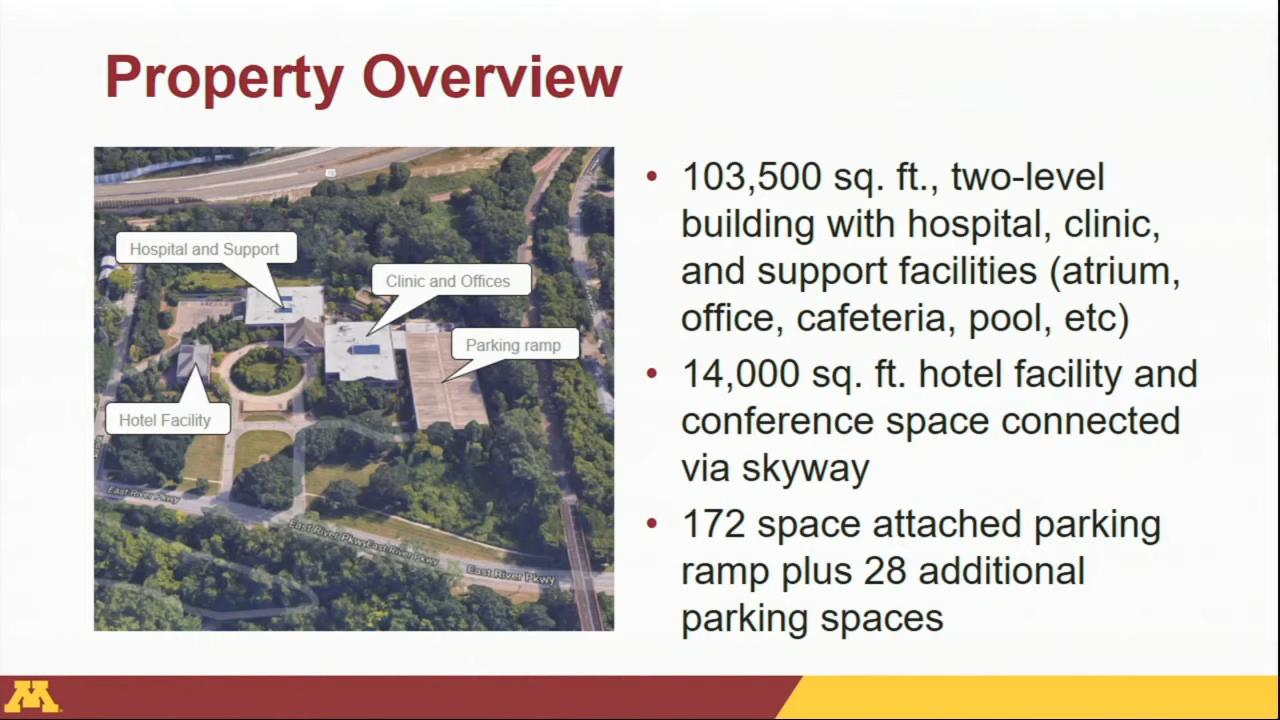 Property Overview
Hospital and Support
Clinic and Offices
Parking ramp
Hotel Facility
East River Pkwy
East River Pkwy
East River Pkwy
East River Pkwy
• 103,500 sq. ft., two-level
building with hospital, clinic,
and support facilities (atrium,
office, cafeteria, pool, etc)
• 14,000 sq. ft. hotel facility and
conference space connected
via skyway
• 172 space attached parking
ramp plus 28 additional
parking spaces
M